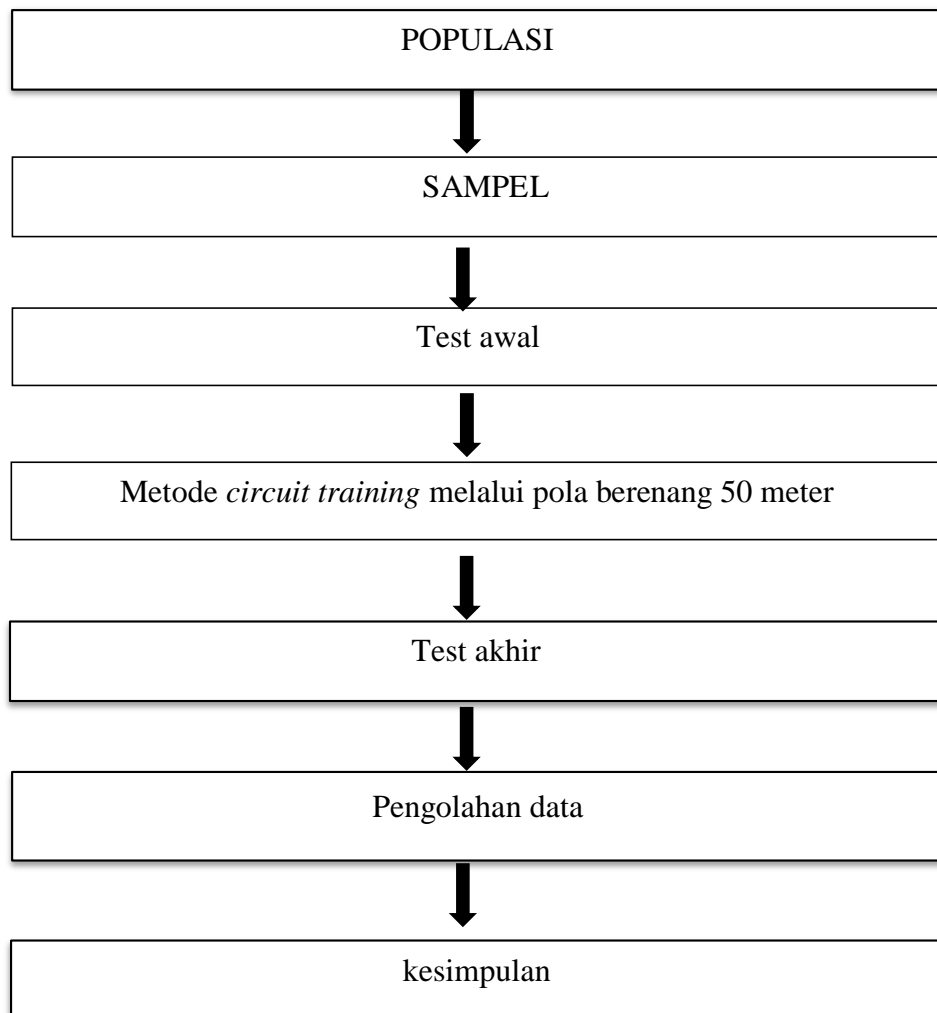 POPULASI
SAMPEL
Test awal
Metode circuit training melalui pola berenang 50 meter
Test akhir
Pengolahan data
kesimpulan